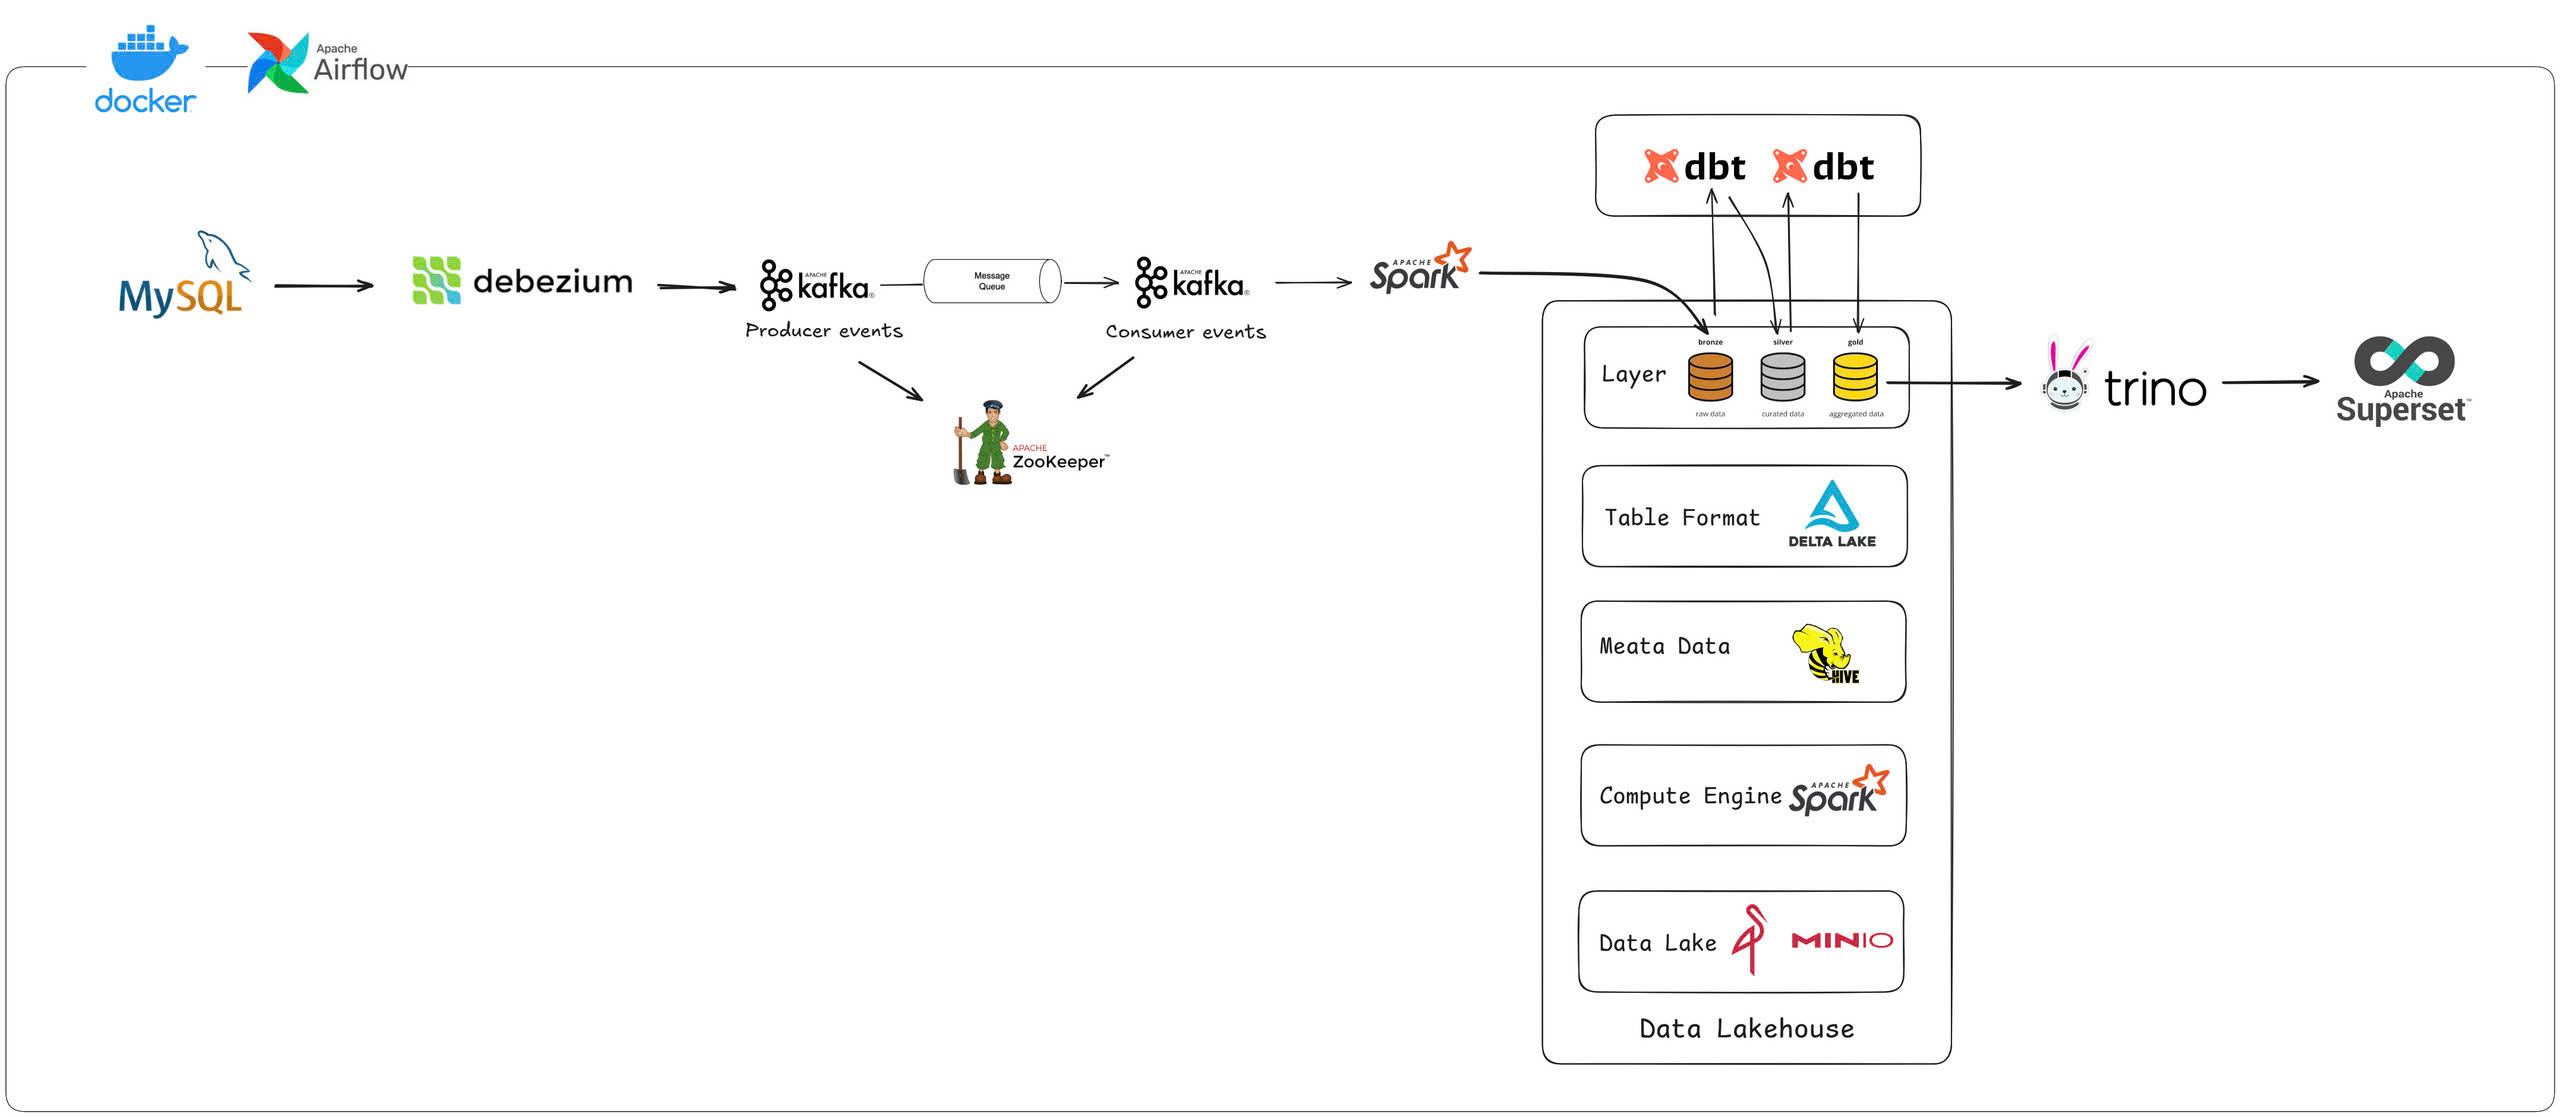 docker
Apache
Airflow
dbt dbt
MySQL
debezium
APACHE
kafka®
Producer events
Message
Queue
APACHE
kafka®
Consumer events
APACHE
Spark
APACHE
ZooKeeper™
Layer
bronze silver gold
raw data curated data aggregated data
trino
Apache
Superset™
Table Format
DELTA LAKE
Meata Data
HIVE
Compute Engine
APACHE
Spark
Data Lake
MINIO
Data Lakehouse